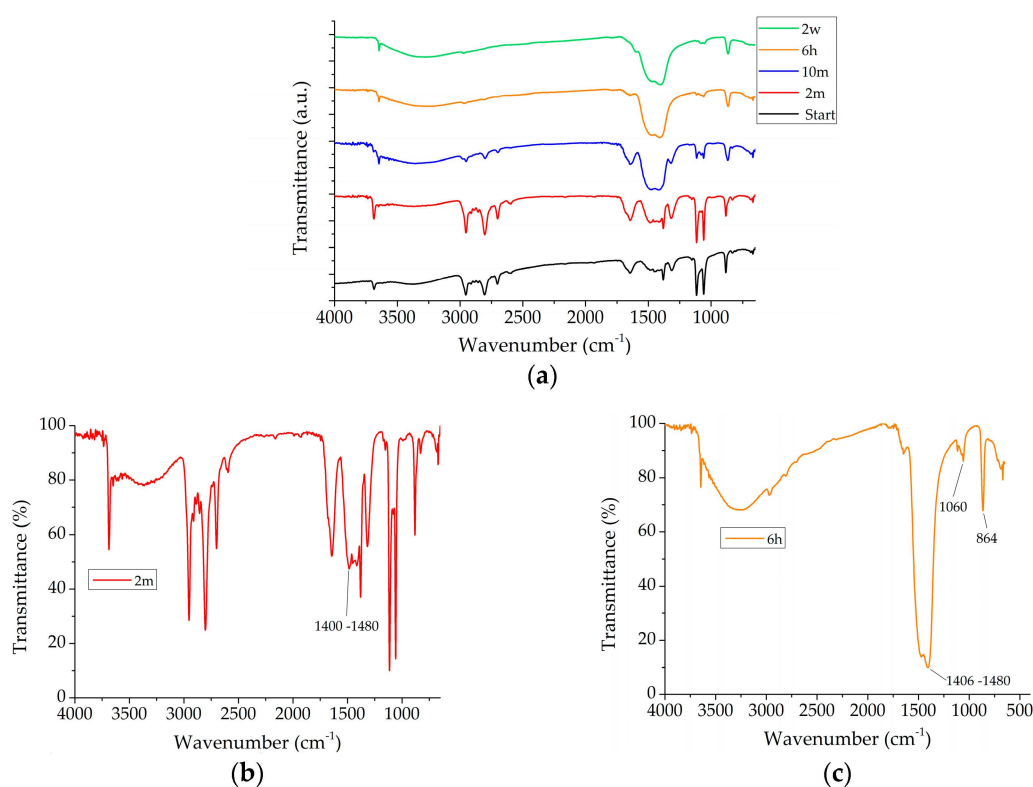 2w
6h
10m
2m
Start
Transmittance (a.u.)
4000 3500 3000 2500 2000 1500 1000
Wavenumber (cm-1)
(a)
100
80
60
40
20
0
Transmittance (%)
2m
1400 -1480
4000 3500 3000 2500 2000 1500 1000
Wavenumber (cm-1)
(b)
100
80
60
40
20
0
Transmittance (%)
6h
1060
864
1406 -1480
4000 3500 3000 2500 2000 1500 1000 500
Wavenumber (cm-1)
(c)